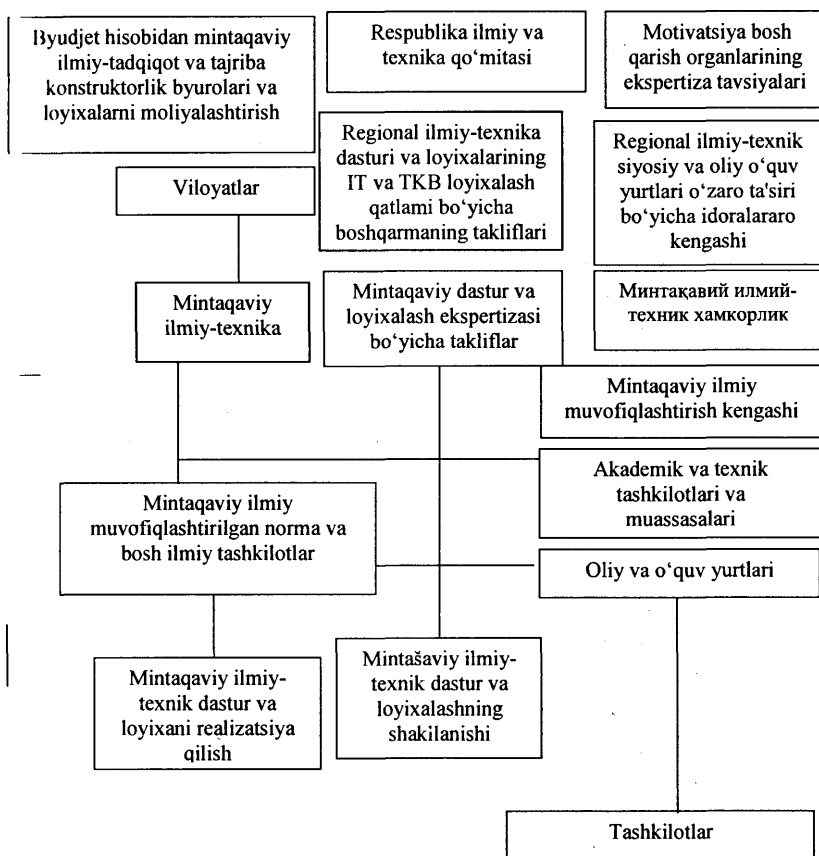 Byudjet hisobidan mintaqaviy
ilmiy-tadqiqot va tajriba
konstruktorlik byurolari va
loyixalarni moliyalashtirish
Respublika ilmiy va
texnika qo‘mitasi
Motivatsiya bosh
qarish organlarining
ekspertiza tavsiyalari
Viloyatlar
Regional ilmiy-texnika
dasturi va loyixalarining
IT va TKB loyixalash
qatlami bo‘yicha
boshqarmaning takliflari
Regional ilmiy-texnik
siyosiy va oliy o‘quv
yurtlari o‘zaro ta'siri
bo‘yicha idoralararo
kengashi
Mintaqaviy
ilmiy-texnika
Mintaqaviy dastur va
loyixalash ekspertizasi
bo‘yicha takliflar
Минтақавий илмий-
техник хамкорлик
Mintaqaviy ilmiy
muvofiqlashtirish kengashi
Mintaqaviy ilmiy
muvofiqlashtirilgan norma va
bosh ilmiy tashkilotlar
Akademik va texnik
tashkilotlari va
muassasalari
Oliy va o‘quv yurtlari
Mintaqaviy ilmiy-
texnik dastur va
loyixani realizatsiya
qilish
Mintašaviy ilmiy-
texnik dastur va
loyixalashning
shakilanishi
Tashkilotlar